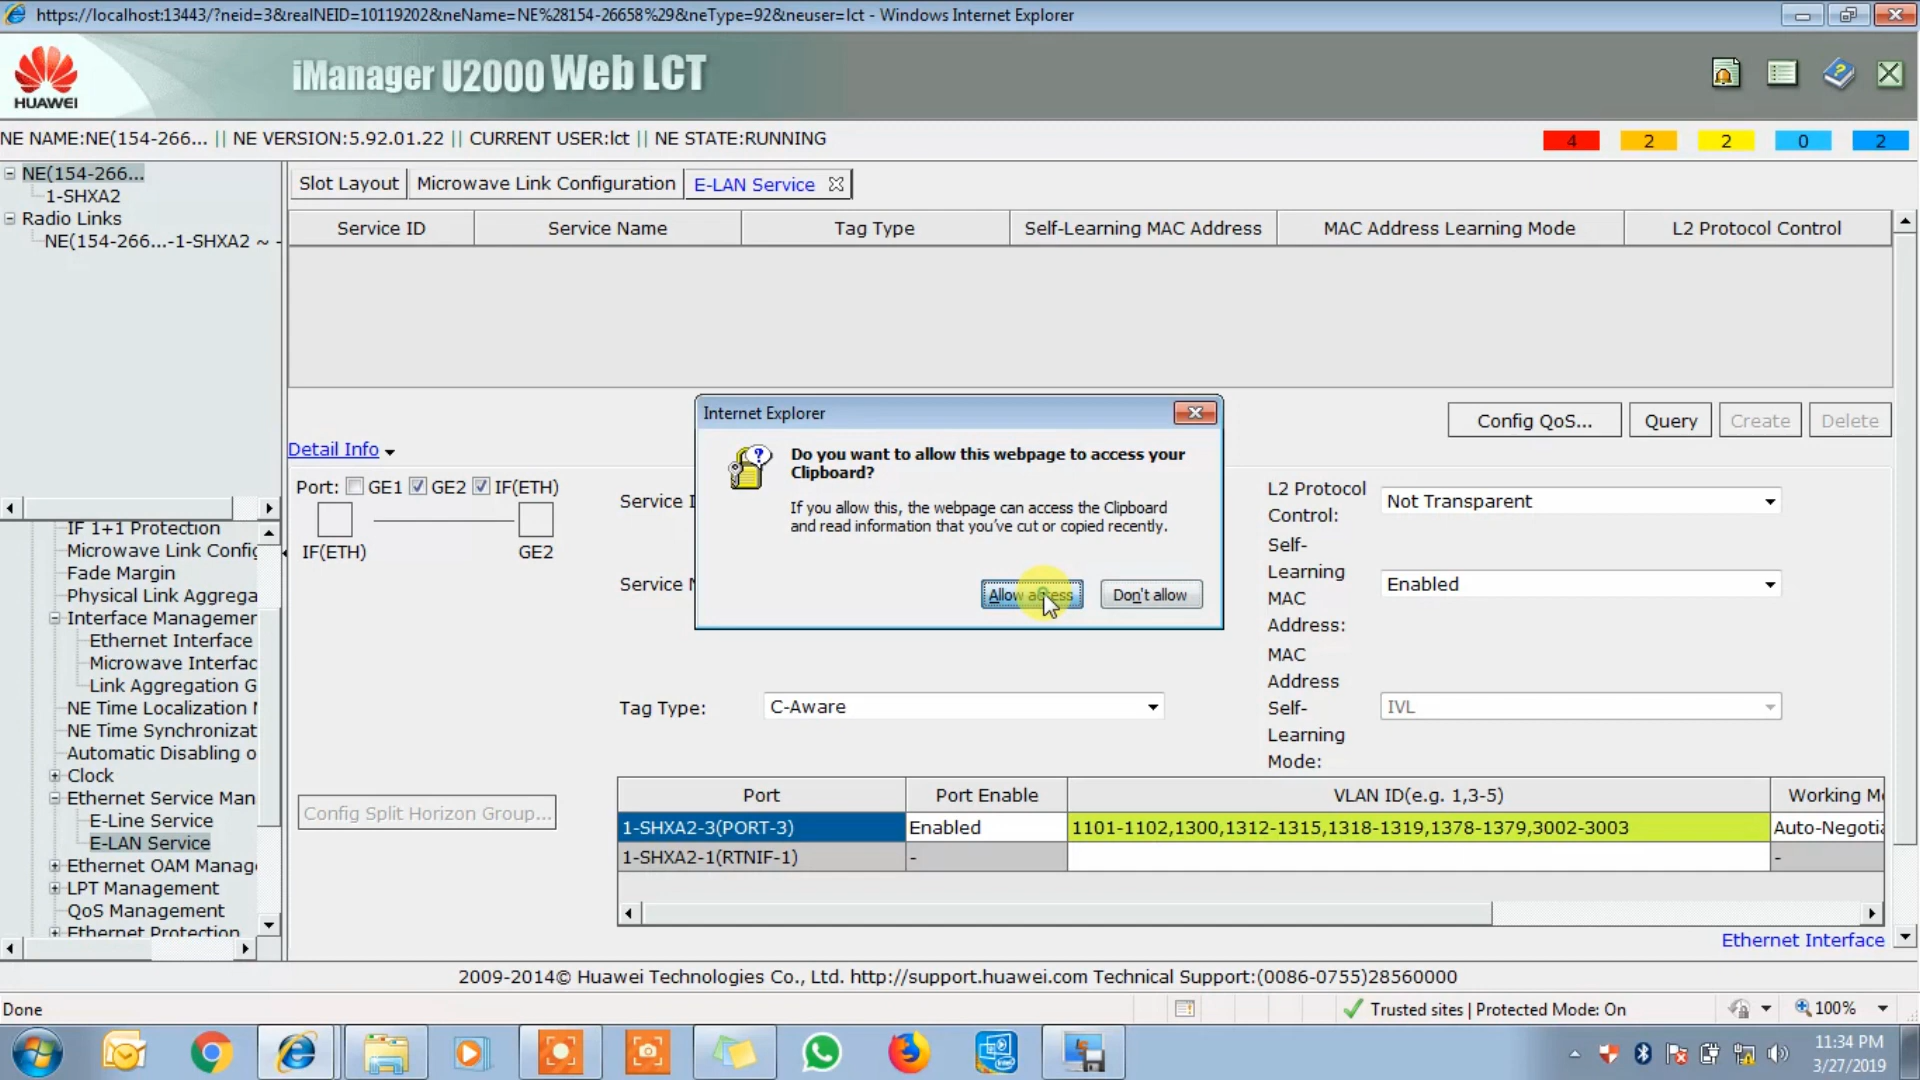 https://localhost:13443/?neid=3&realNEID=10119202&neName=NE%28154-26658%29&neType=92&neuser=lct - Windows Internet Explorer
HUAWEI
iManager U2000 Web LCT
NE NAME:NE(154-266... || NE VERSION:5.92.01.22 || CURRENT USER:lct || NE STATE:RUNNING
4 2 2 0 2
NE(154-266...
1-SHXA2
Radio Links
NE(154-266...-1-SHXA2 ~ -
Slot Layout Microwave Link Configuration E-LAN Service
Service ID Service Name Tag Type Self-Learning MAC Address MAC Address Learning Mode L2 Protocol Control
Config QoS... Query Create Delete
Detail Info
Port: GE1 GE2 IF(ETH)
IF(ETH) GE2
Service I
Service N
Tag Type: C-Aware
L2 Protocol Control: Not Transparent
Self-Learning MAC Address: Enabled
MAC Address Self-Learning Mode: IVL
Internet Explorer
Do you want to allow this webpage to access your
Clipboard?
If you allow this, the webpage can access the Clipboard
and read information that you've cut or copied recently.
Allow access Don't allow
IF 1+1 Protection
Microwave Link Config
Fade Margin
Physical Link Aggrega
Interface Managemen
Ethernet Interface
Microwave Interfac
Link Aggregation G
NE Time Localization M
NE Time Synchronizat
Automatic Disabling o
Clock
Ethernet Service Man
E-Line Service
E-LAN Service
Ethernet OAM Manage
LPT Management
QoS Management
Ethernet Protection
Config Split Horizon Group...
Port Port Enable VLAN ID(e.g. 1,3-5) Working Mo
1-SHXA2-3(PORT-3) Enabled 1101-1102,1300,1312-1315,1318-1319,1378-1379,3002-3003 Auto-Negotia
1-SHXA2-1(RTNIF-1) - -
Ethernet Interface
2009-2014© Huawei Technologies Co., Ltd. http://support.huawei.com Technical Support:(0086-0755)28560000
Done
Trusted sites | Protected Mode: On
100%
11:34 PM
3/27/2019